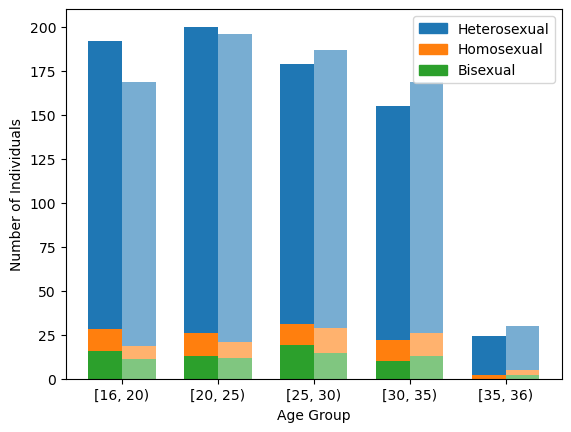 Heterosexual
Homosexual
Bisexual
Number of Individuals
200
175
150
125
100
75
50
25
0
[16, 20)
[20, 25)
[25, 30)
[30, 35)
[35, 36)
Age Group